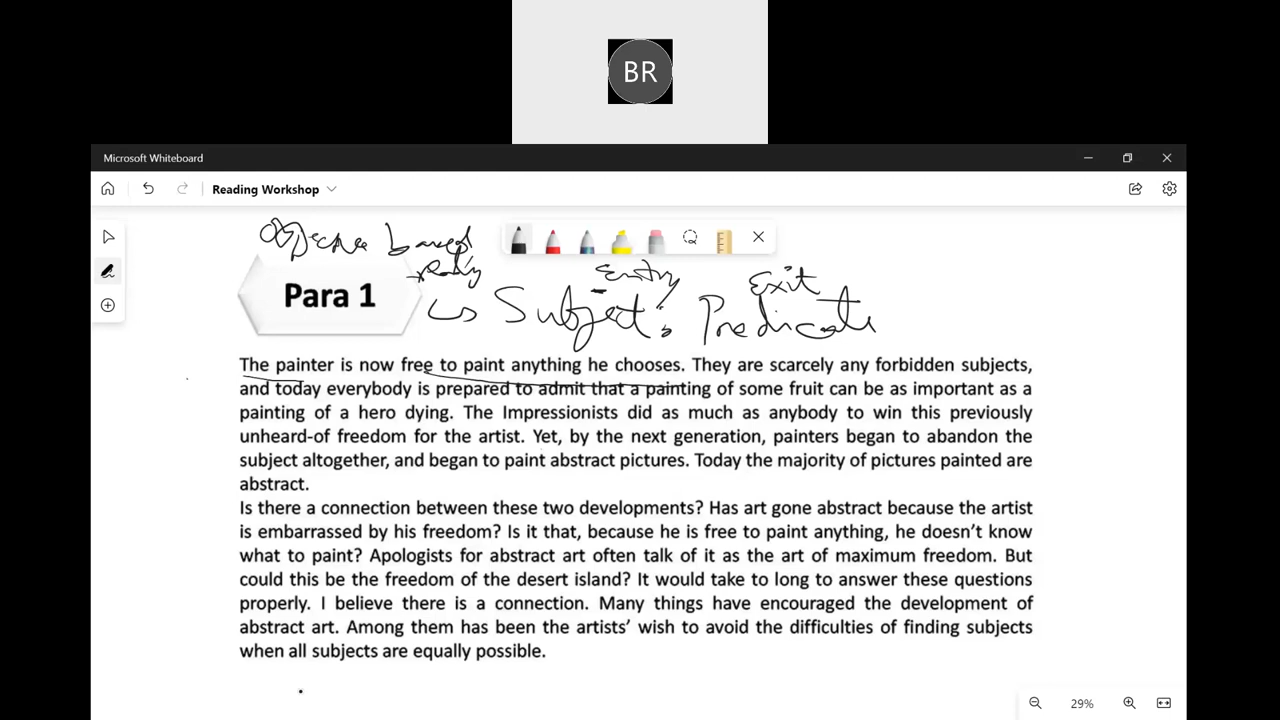 BR
Microsoft Whiteboard
Reading Workshop
Objective based
Entry
Exit
Para 1
Subject : Predicate
The painter is now free to paint anything he chooses. They are scarcely any forbidden subjects,
and today everybody is prepared to admit that a painting of some fruit can be as important as a
painting of a hero dying. The Impressionists did as much as anybody to win this previously
unheard-of freedom for the artist. Yet, by the next generation, painters began to abandon the
subject altogether, and began to paint abstract pictures. Today the majority of pictures painted are
abstract.
Is there a connection between these two developments? Has art gone abstract because the artist
is embarrassed by his freedom? Is it that, because he is free to paint anything, he doesn't know
what to paint? Apologists for abstract art often talk of it as the art of maximum freedom. But
could this be the freedom of the desert island? It would take to long to answer these questions
properly. I believe there is a connection. Many things have encouraged the development of
abstract art. Among them has been the artists' wish to avoid the difficulties of finding subjects
when all subjects are equally possible.
29%